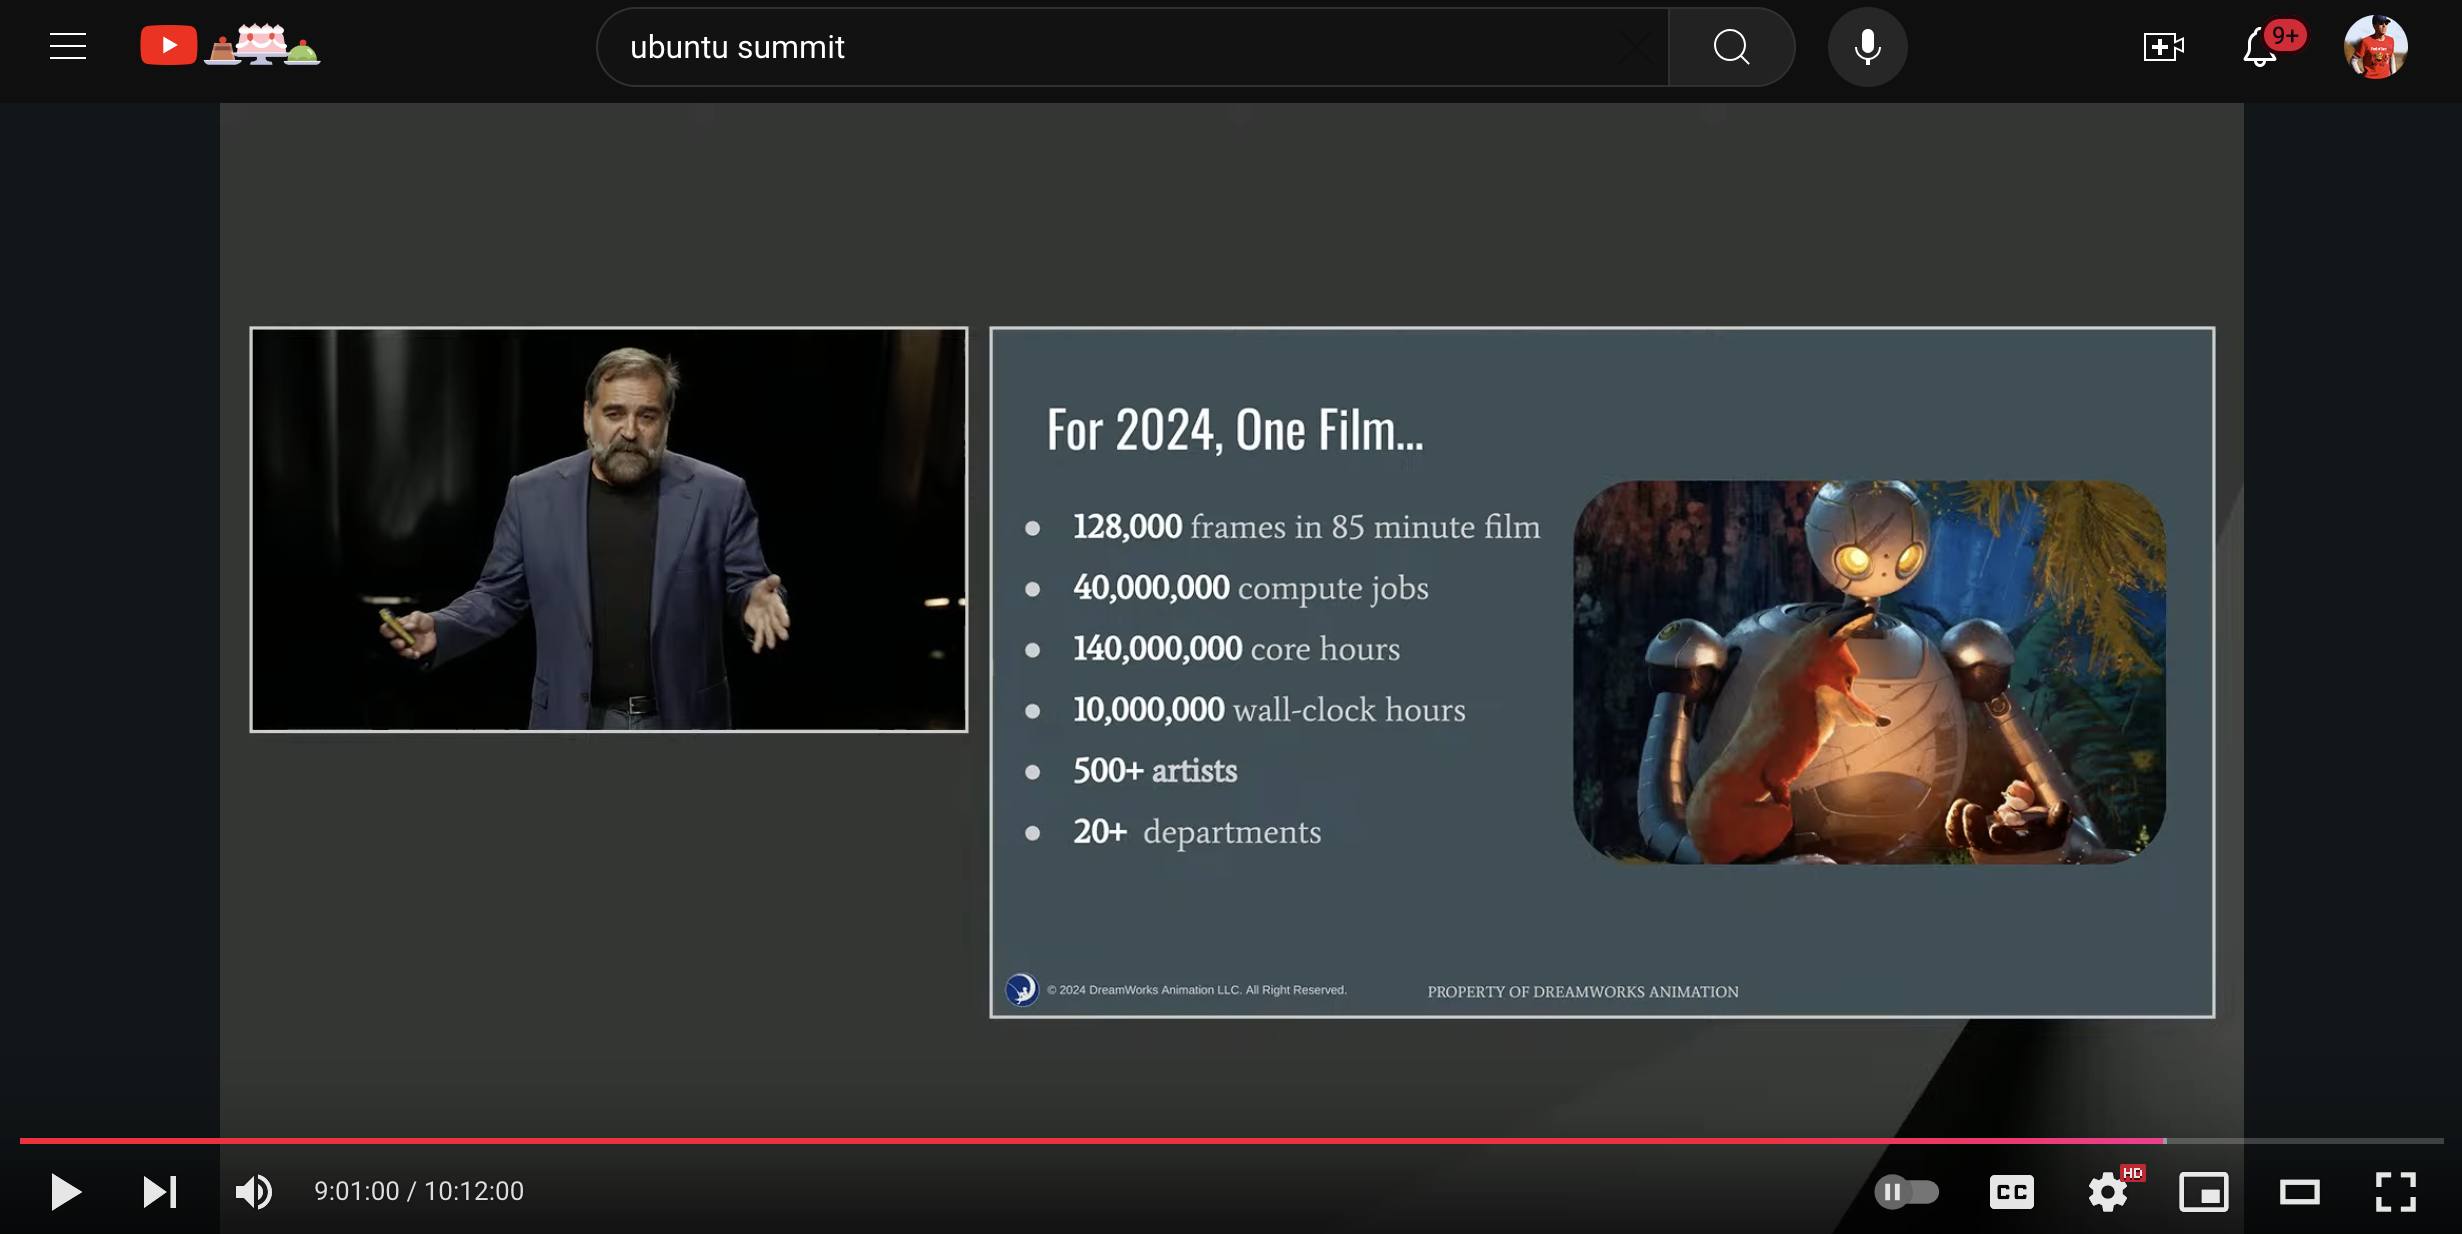 ubuntu summit
9+
For 2024, One Film...
128,000 frames in 85 minute film
40,000,000 compute jobs
140,000,000 core hours
10,000,000 wall-clock hours
500+ artists
20+ departments
© 2024 DreamWorks Animation LLC. All Right Reserved.
PROPERTY OF DREAMWORKS ANIMATION
9:01:00 / 10:12:00
CC
HD